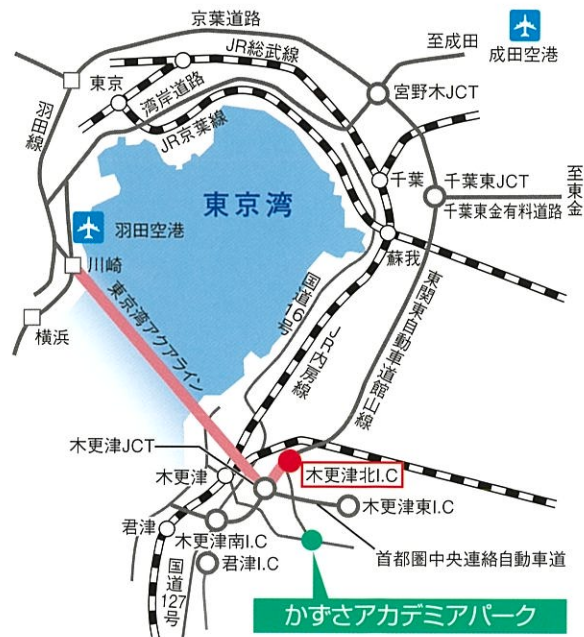 京葉道路
JR総武線
至成田
成田空港
東京
湾岸道路
宮野木JCT
羽田線
JR京葉線
千葉
千葉東JCT
至東金
千葉東金有料道路
東京湾
羽田空港
蘇我
川崎
東京湾アクアライン
国道16号
東関東自動車道館山線
横浜
JR内房線
木更津JCT
木更津
木更津北I.C
木更津東I.C
君津
木更津南I.C
首都圏中央連絡自動車道
君津I.C
国道127号
かずさアカデミアパーク